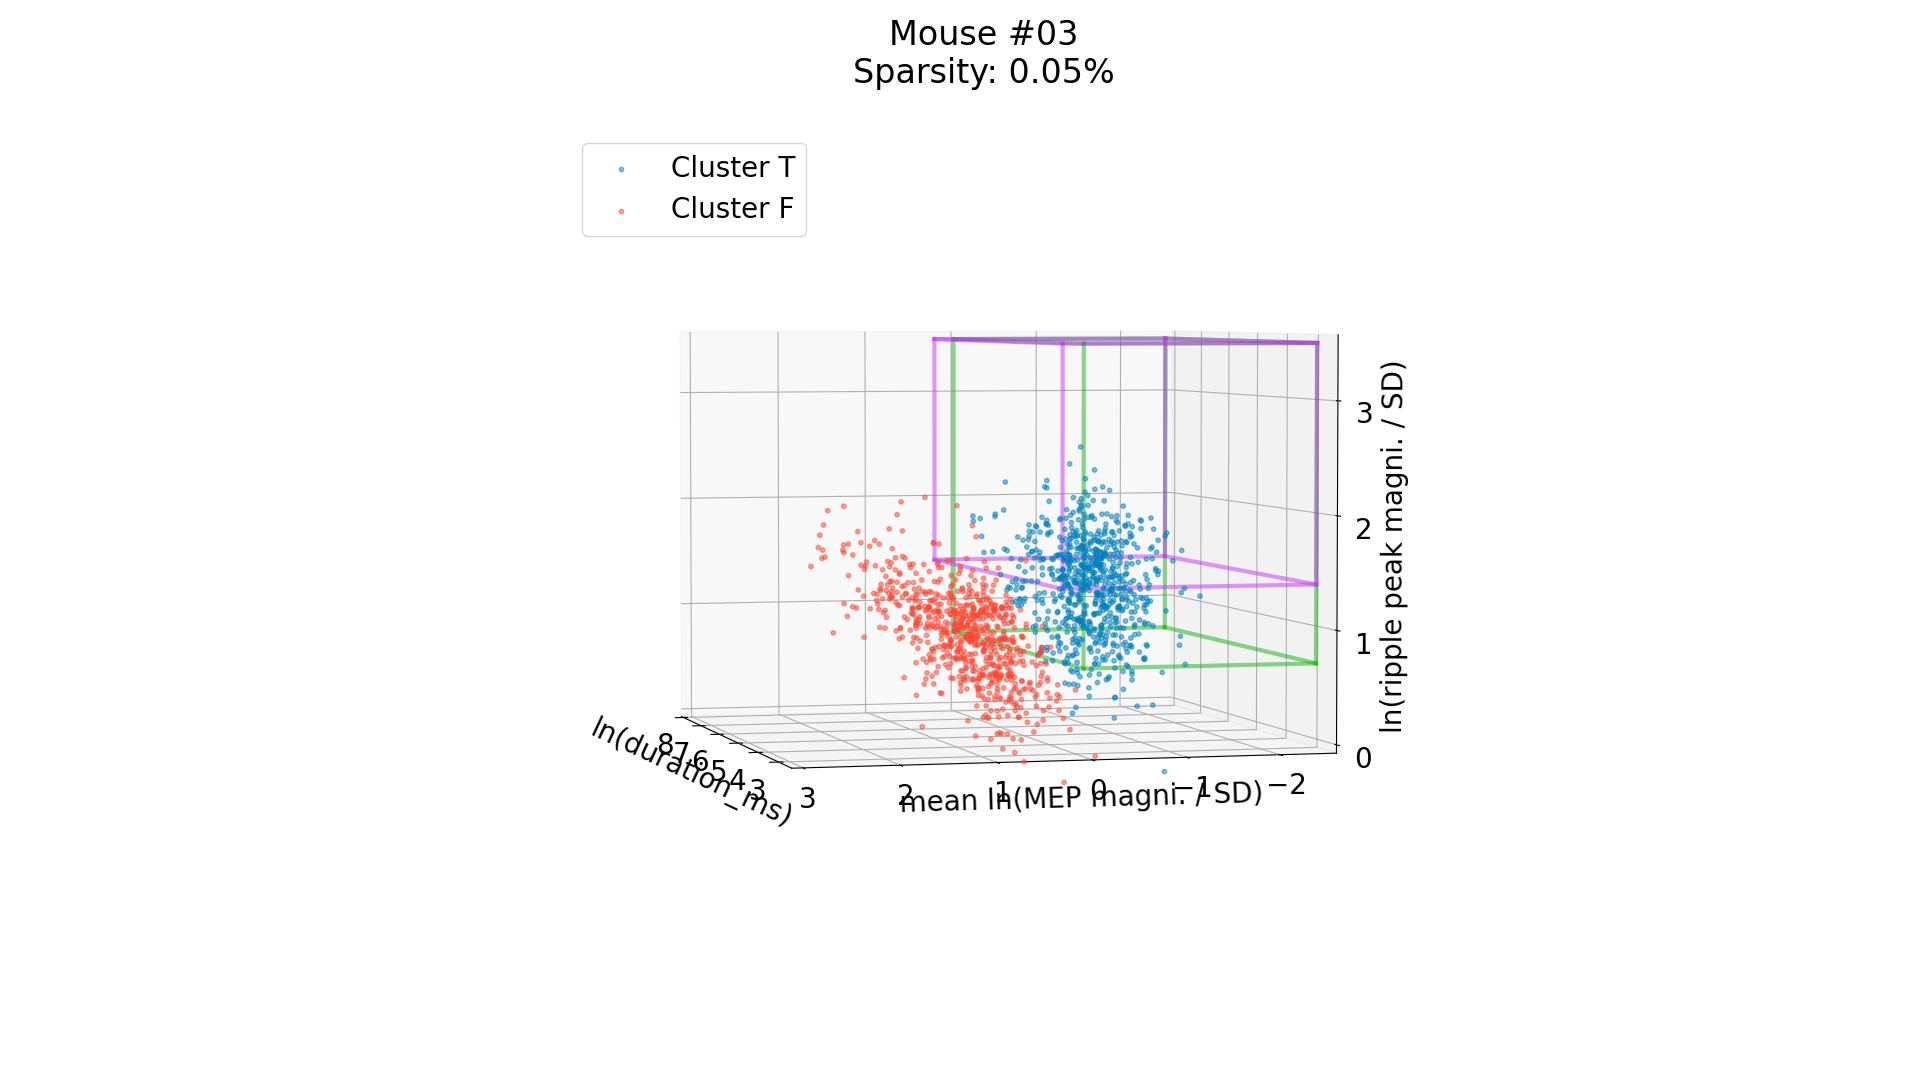 Mouse #03
Sparsity: 0.05%
Cluster T
Cluster F
ln(ripple peak magni. / SD)
3
2
1
0
ln(duration_ms)
8
7
6
5
4
3
3
2
1
0
−1
−2
mean ln(MEP magni. / SD)